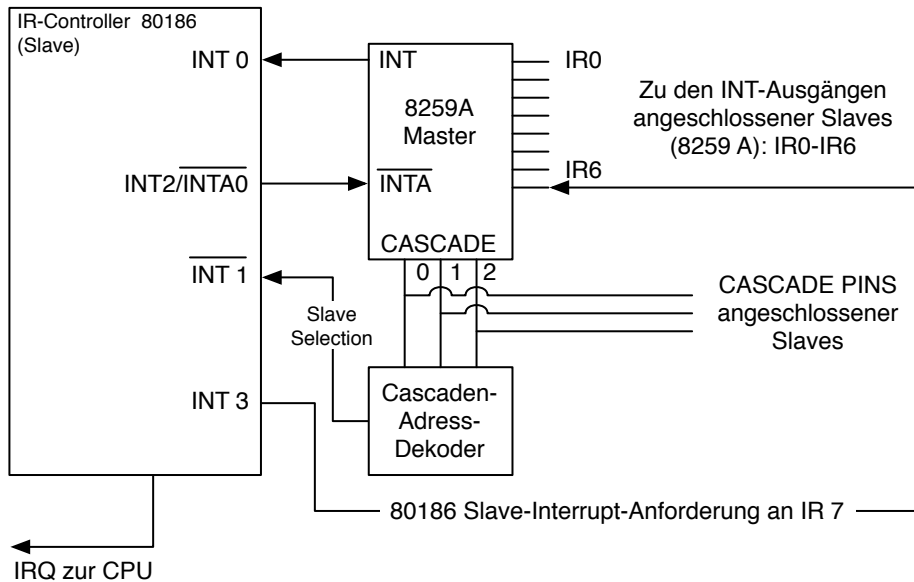 IR-Controller 80186
(Slave)
INT 0
INT
IR0
8259A
Master
Zu den INT-Ausgängen
angeschlossener Slaves
(8259 A): IR0-IR6
IR6
INT2/INTA0
INTA
CASCADE
0 1 2
INT 1
Slave
Selection
CASCADE PINS
angeschlossener
Slaves
INT 3
Cascaden-
Adress-
Dekoder
80186 Slave-Interrupt-Anforderung an IR 7
IRQ zur CPU